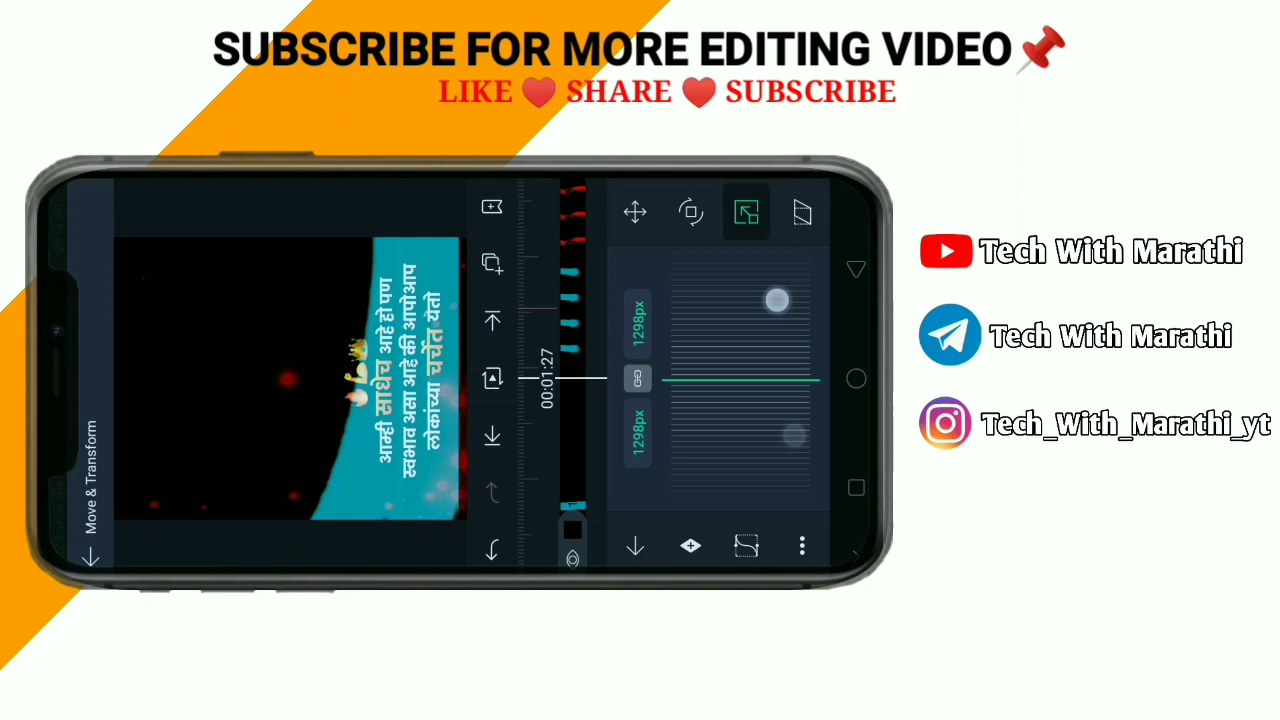 SUBSCRIBE FOR MORE EDITING VIDEO
LIKE SHARE SUBSCRIBE
Move & Transform
आम्ही साधेच आहे हो पण
स्वभाव असा आहे की आपोआप
लोकांच्या चर्चेत येतो
00:01:27
1298px
1298px
Tech With Marathi
Tech With Marathi
Tech_With_Marathi_yt